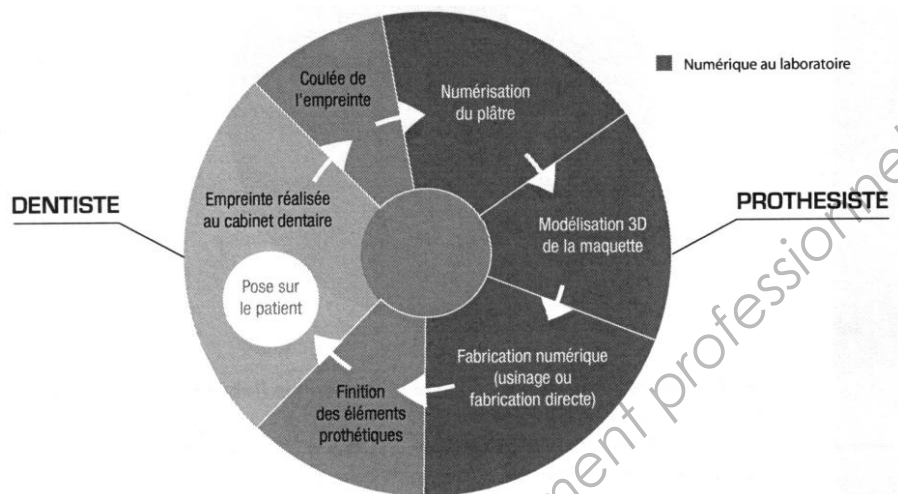 Coulée de
l'empreinte
Numérisation
du plâtre
Numérique au laboratoire
Empreinte réalisée
au cabinet dentaire
DENTISTE
PROTHESISTE
Modélisation 3D
de la maquette
Pose sur
le patient
Fabrication numérique
(usinage ou
fabrication directe)
Finition
des éléments
prothétiques
professionnel